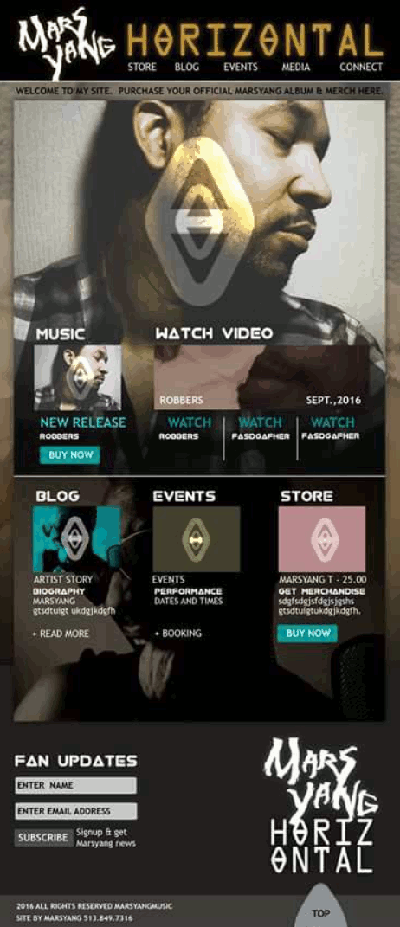 MARS YANG
HORIZONTAL
STORE BLOG EVENTS MEDIA CONNECT
WELCOME TO MY SITE. PURCHASE YOUR OFFICIAL MARSYANG ALBUM & MERCH HERE.
MUSIC WATCH VIDEO
ROBBERS SEPT.,2016
NEW RELEASE WATCH WATCH WATCH
ROBBERS ROBBERS FASDGAFHER FASDGAFHER
BUY NOW
BLOG EVENTS STORE
ARTIST STORY EVENTS MARSYANG T - 25.00
BIOGRAPHY PERFORMANCE GET MERCHANDISE
MARSYANG DATES AND TIMES sdgfsdgjsfdgjsjgshs
gtsdtuigt ukdgjkdgfh gtsdtuigtukdgjkdgfh.
+ READ MORE + BOOKING BUY NOW
FAN UPDATES
ENTER NAME
ENTER EMAIL ADDRESS
SUBSCRIBE Signup & get
Marsyang news
MARS
YANG
HORIZ
ONTAL
2016 ALL RIGHTS RESERVED MARSYANGMUSIC
SITE BY MARSYANG 513.849.7316
TOP